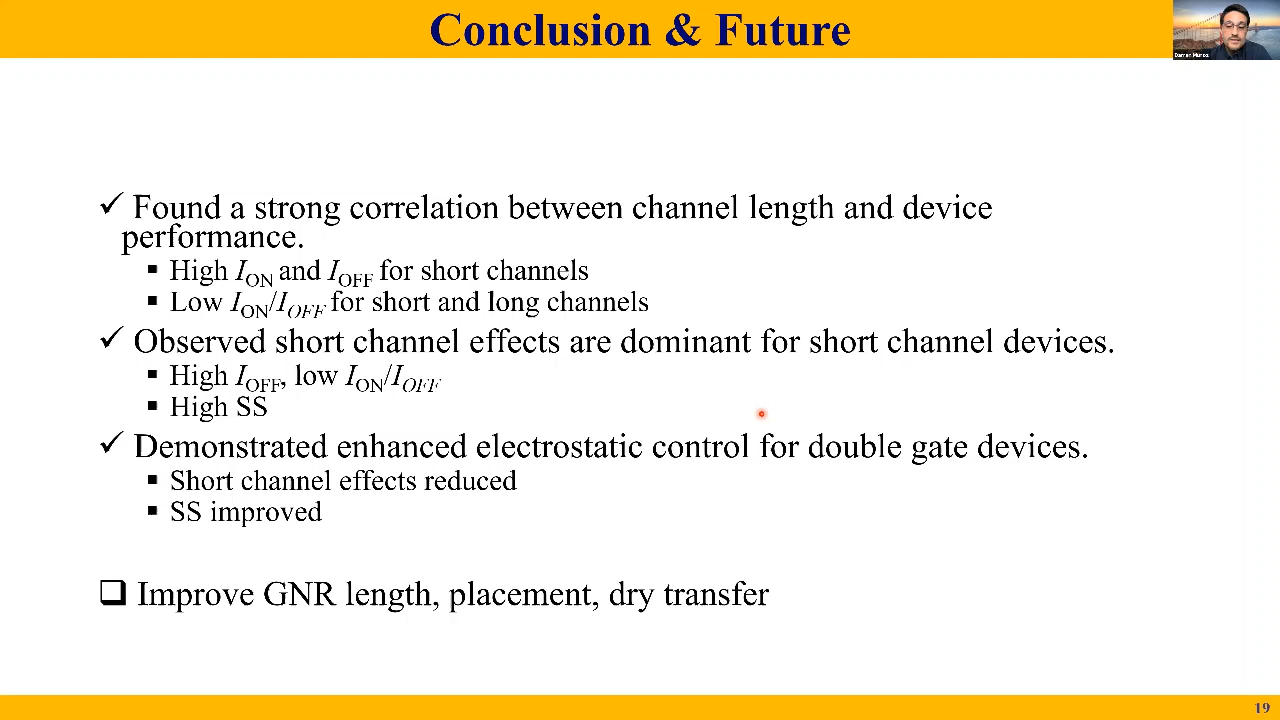 Conclusion & Future
Found a strong correlation between channel length and device
performance.
High ION and IOFF for short channels
Low ION/IOFF for short and long channels
Observed short channel effects are dominant for short channel devices.
High IOFF, low ION/IOFF
High SS
Demonstrated enhanced electrostatic control for double gate devices.
Short channel effects reduced
SS improved
Improve GNR length, placement, dry transfer
19